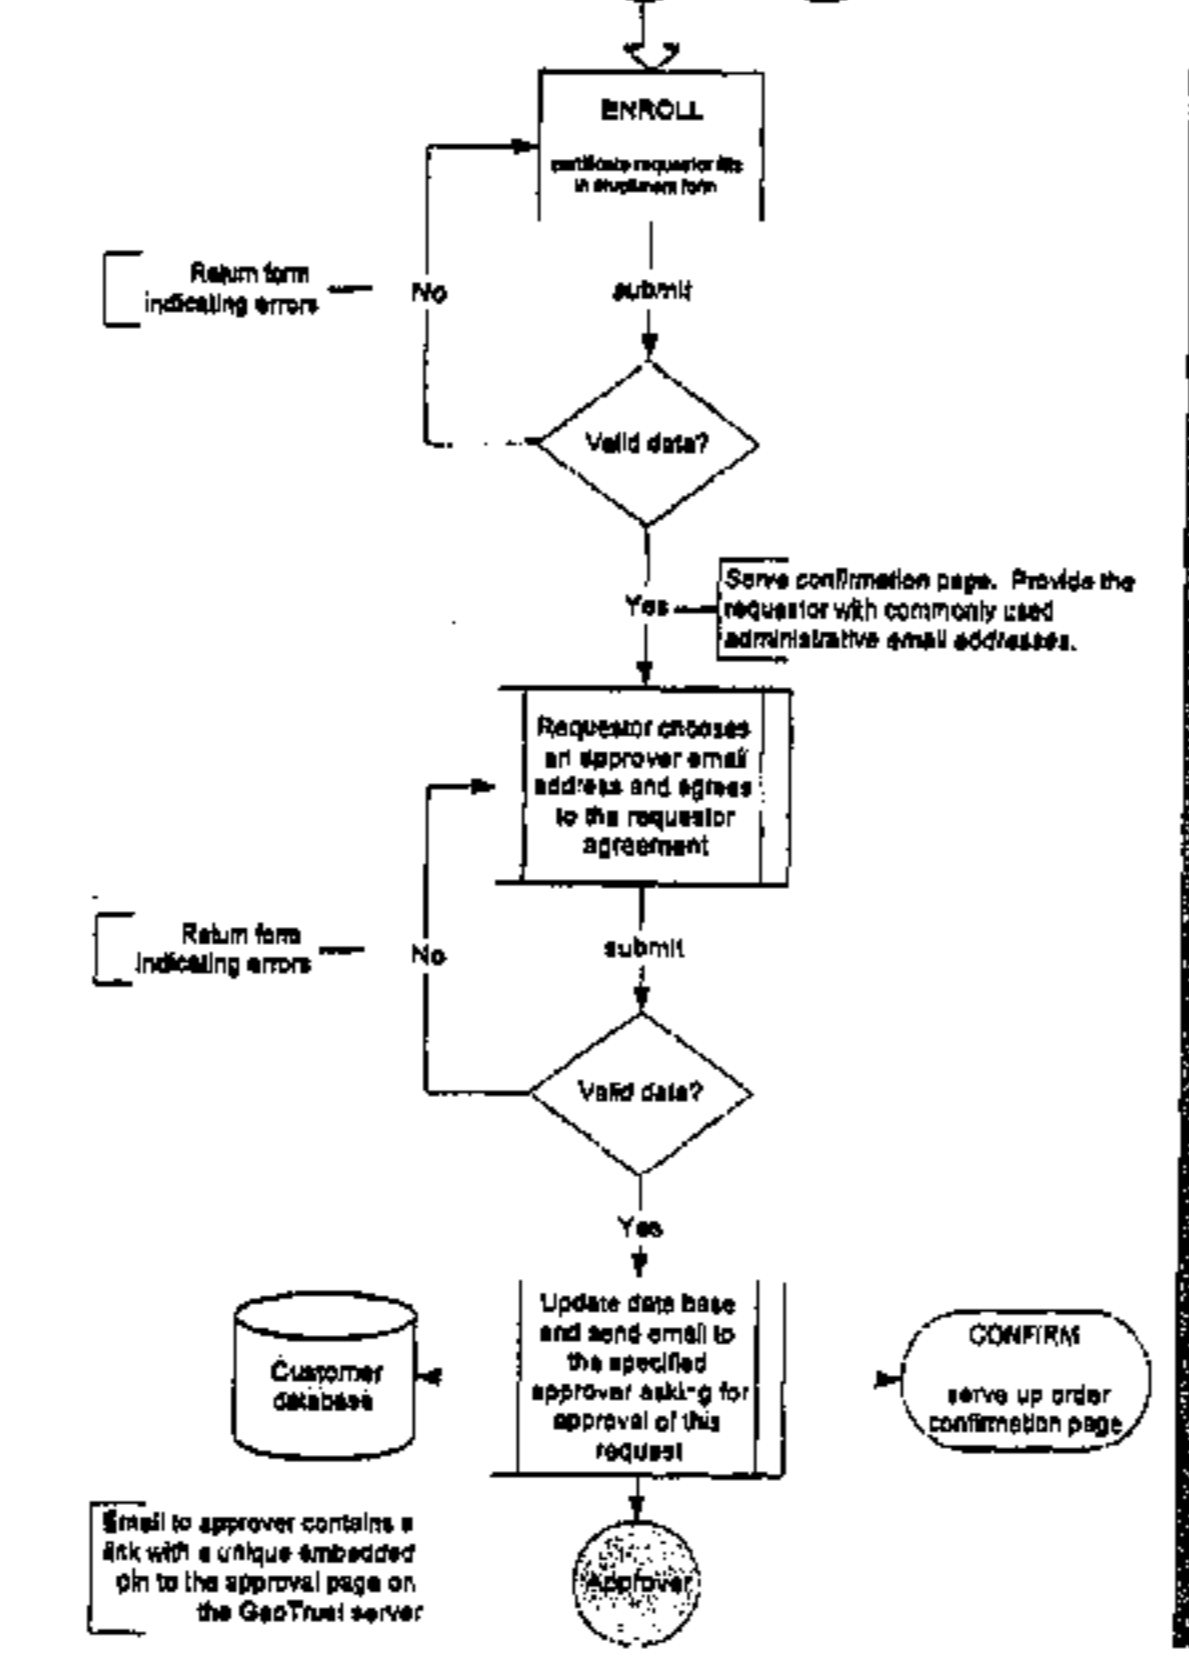 ENROLL
certificate requestor fills
in enrollment form
Return form
indicating errors
No
submit
Valid data?
Yes
Serve confirmation page. Provide the
requestor with commonly used
administrative email addresses.
Requestor chooses
an approver email
address and agrees
to the requestor
agreement
Return form
indicating errors
No
submit
Valid data?
Yes
Customer
database
Update data base
and send email to
the specified
approver asking for
approval of this
request
CONFIRM
serve up order
confirmation page
Email to approver contains a
link with a unique embedded
pin to the approval page on
the GeoTrust server
Approver